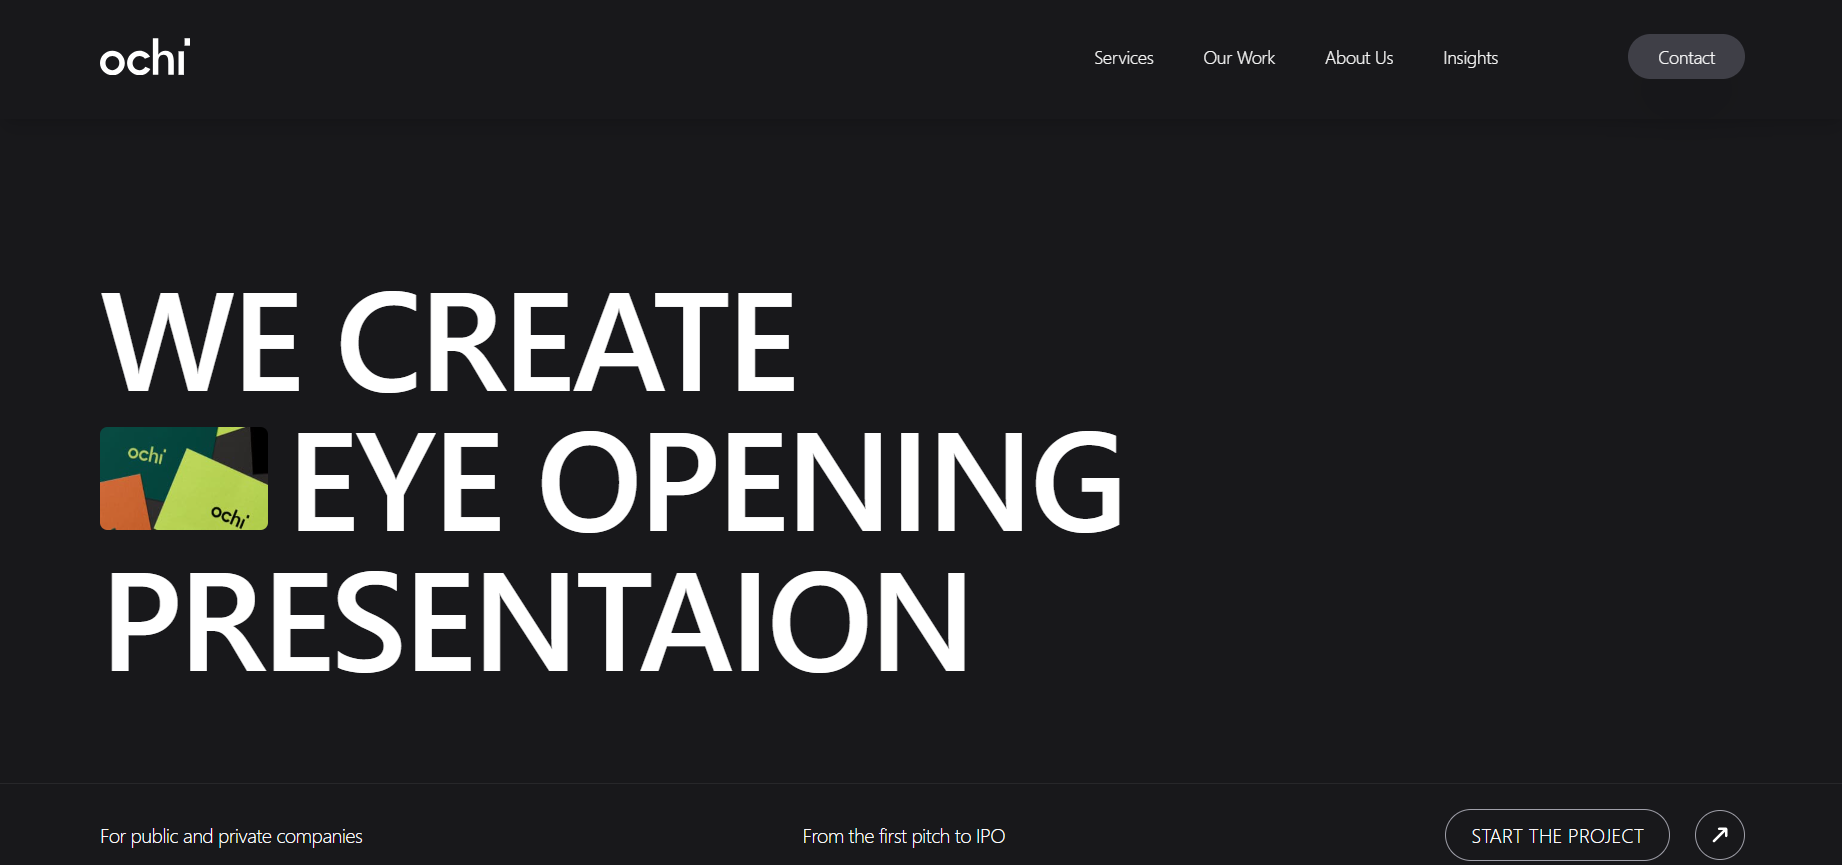 ochi
Services Our Work About Us Insights Contact
WE CREATE
ochi
ochi
EYE OPENING
PRESENTAION
For public and private companies From the first pitch to IPO START THE PROJECT